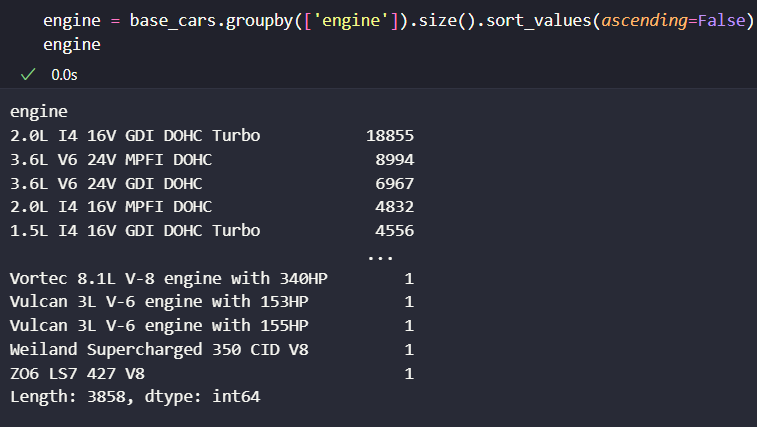 engine = base_cars.groupby(['engine']).size().sort_values(ascending=False)
engine
0.0s
engine
2.0L I4 16V GDI DOHC Turbo 18855
3.6L V6 24V MPFI DOHC 8994
3.6L V6 24V GDI DOHC 6967
2.0L I4 16V MPFI DOHC 4832
1.5L I4 16V GDI DOHC Turbo 4556
...
Vortec 8.1L V-8 engine with 340HP 1
Vulcan 3L V-6 engine with 153HP 1
Vulcan 3L V-6 engine with 155HP 1
Weiland Supercharged 350 CID V8 1
ZO6 LS7 427 V8 1
Length: 3858, dtype: int64